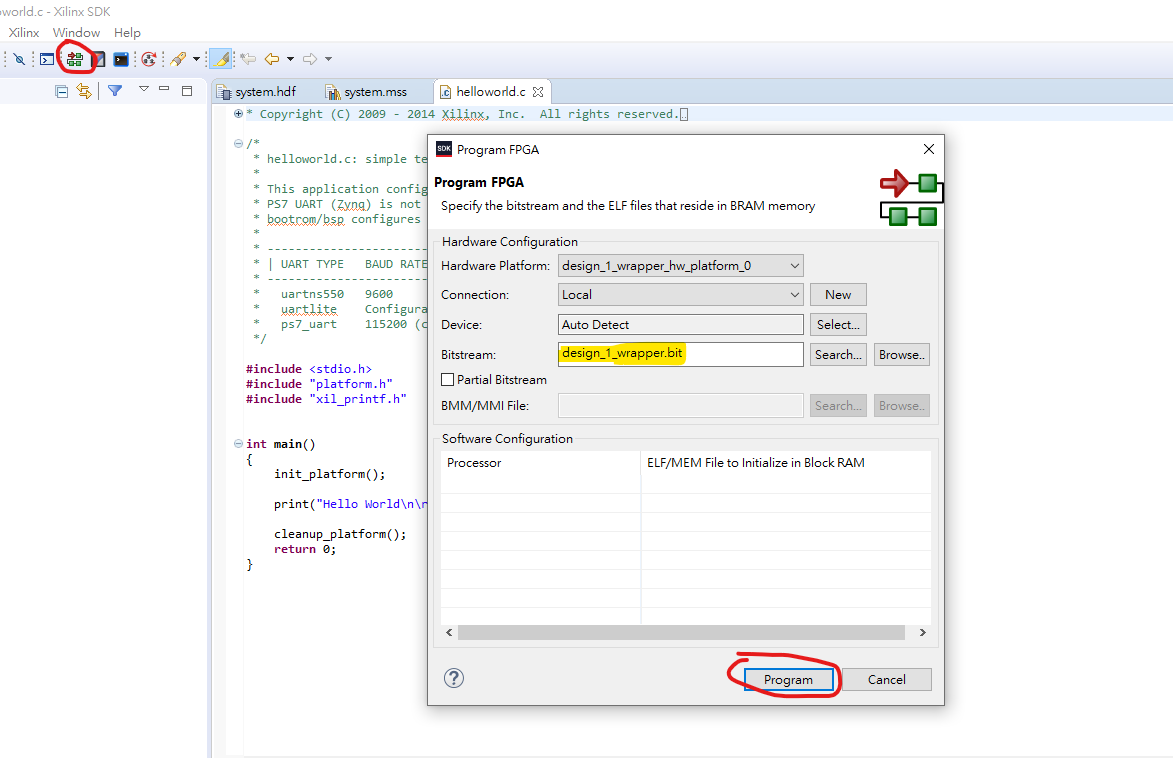 oworld.c - Xilinx SDK
Xilinx Window Help
system.hdf system.mss helloworld.c
* Copyright (C) 2009 - 2014 Xilinx, Inc.  All rights reserved.
/*
* helloworld.c: simple te
*
* This application config
* PS7 UART (Zynq) is not
* bootrom/bsp configures
*
* ------------------------
* | UART TYPE   BAUD RATE
* ------------------------
*   uartns550   9600
*   uartlite    Configura
*   ps7_uart    115200 (c
*/
#include <stdio.h>
#include "platform.h"
#include "xil_printf.h"
int main()
{
init_platform();
print("Hello World\n\r
cleanup_platform();
return 0;
}
SDK Program FPGA
Program FPGA
Specify the bitstream and the ELF files that reside in BRAM memory
Hardware Configuration
Hardware Platform: design_1_wrapper_hw_platform_0
Connection: Local New
Device: Auto Detect Select...
Bitstream: design_1_wrapper.bit Search... Browse..
Partial Bitstream
BMM/MMI File: Search... Browse..
Software Configuration
Processor ELF/MEM File to Initialize in Block RAM
? Program Cancel